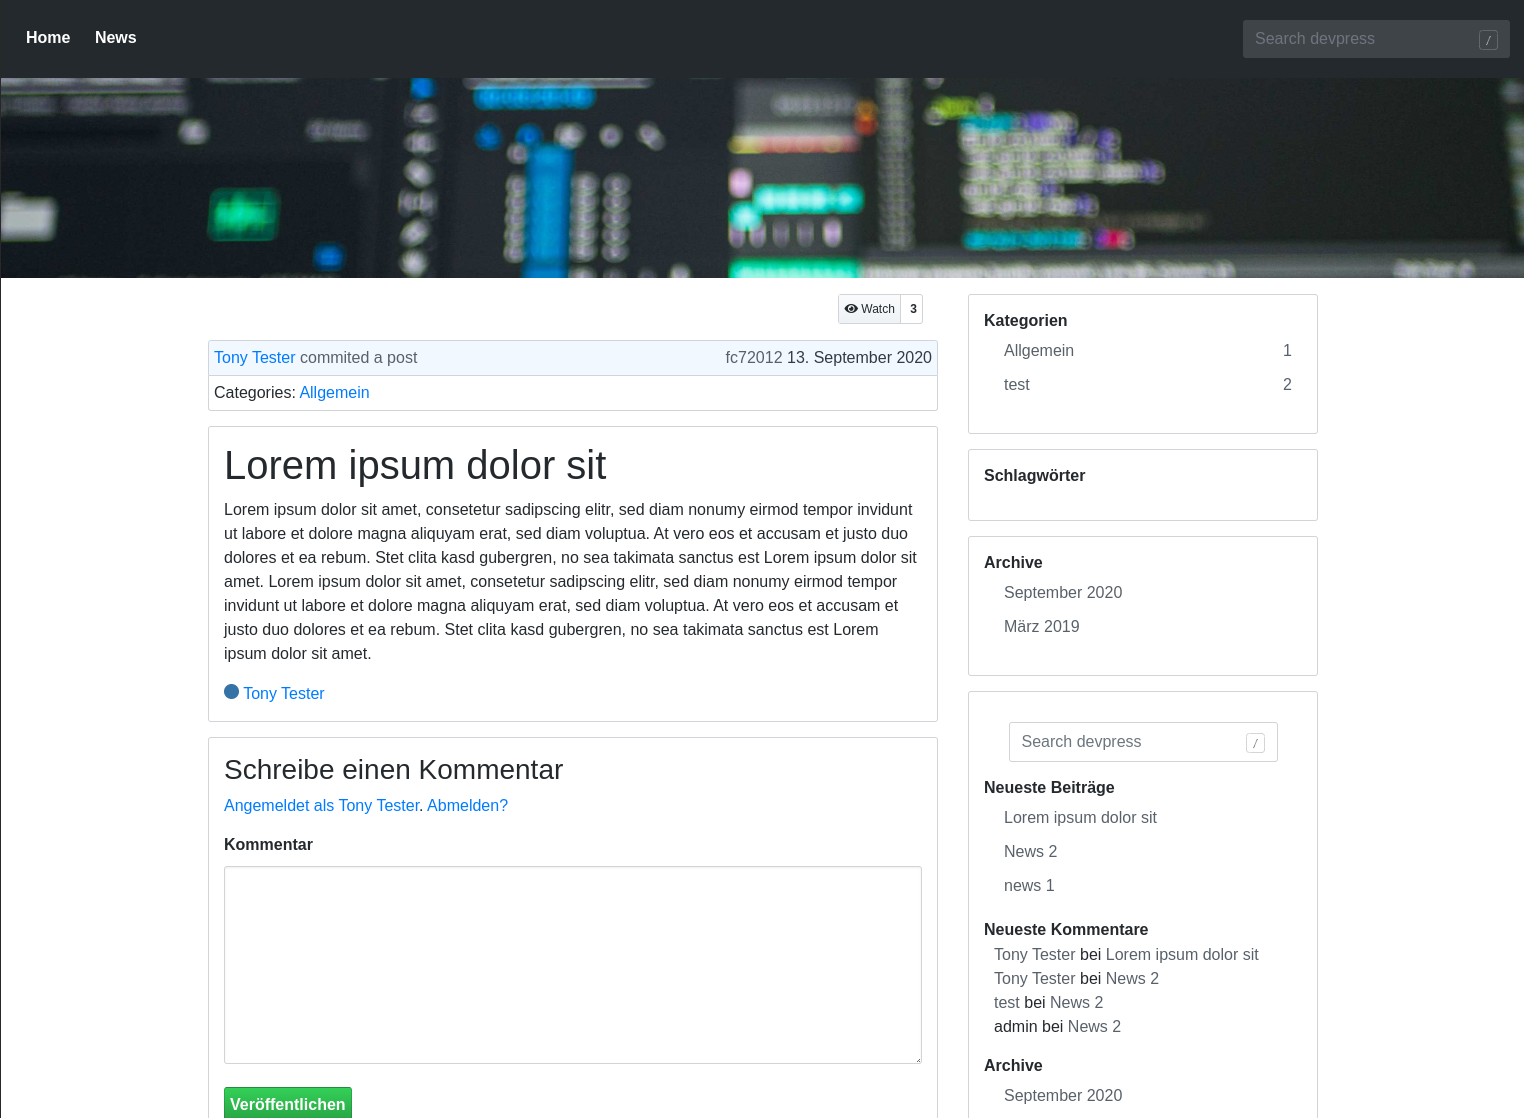 Home News
Search devpress /
Watch 3
Tony Tester commited a post fc72012 13. September 2020
Categories: Allgemein
Lorem ipsum dolor sit
Lorem ipsum dolor sit amet, consetetur sadipscing elitr, sed diam nonumy eirmod tempor invidunt
ut labore et dolore magna aliquyam erat, sed diam voluptua. At vero eos et accusam et justo duo
dolores et ea rebum. Stet clita kasd gubergren, no sea takimata sanctus est Lorem ipsum dolor sit
amet. Lorem ipsum dolor sit amet, consetetur sadipscing elitr, sed diam nonumy eirmod tempor
invidunt ut labore et dolore magna aliquyam erat, sed diam voluptua. At vero eos et accusam et
justo duo dolores et ea rebum. Stet clita kasd gubergren, no sea takimata sanctus est Lorem
ipsum dolor sit amet.
Tony Tester
Schreibe einen Kommentar
Angemeldet als Tony Tester. Abmelden?
Kommentar
Veröffentlichen
Kategorien
Allgemein 1
test 2
Schlagwörter
Archive
September 2020
März 2019
Search devpress /
Neueste Beiträge
Lorem ipsum dolor sit
News 2
news 1
Neueste Kommentare
Tony Tester bei Lorem ipsum dolor sit
Tony Tester bei News 2
test bei News 2
admin bei News 2
Archive
September 2020